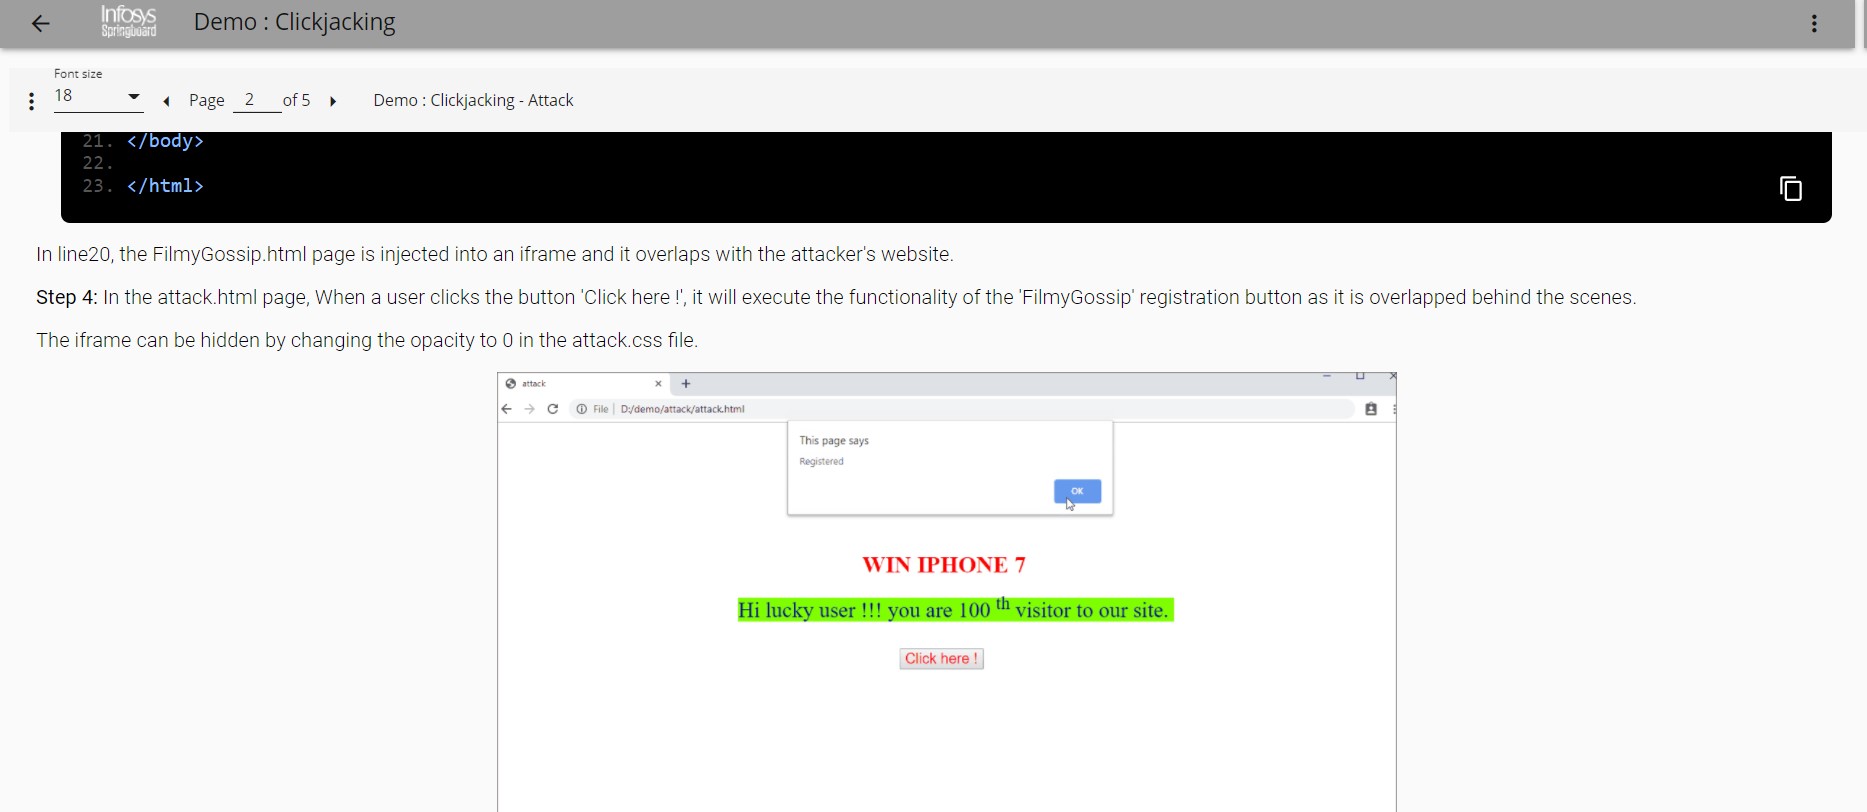 Infosys
Springboard
Demo : Clickjacking
Font size
18
Page 2 of 5
Demo : Clickjacking - Attack
21. </body>
22.
23. </html>
In line20, the FilmyGossip.html page is injected into an iframe and it overlaps with the attacker's website.
Step 4: In the attack.html page, When a user clicks the button 'Click here !', it will execute the functionality of the 'FilmyGossip' registration button as it is overlapped behind the scenes.
The iframe can be hidden by changing the opacity to 0 in the attack.css file.
attack
File | D:/demo/attack/attack.html
This page says
Registered
OK
WIN IPHONE 7
Hi lucky user !!! you are 100 th visitor to our site.
Click here !